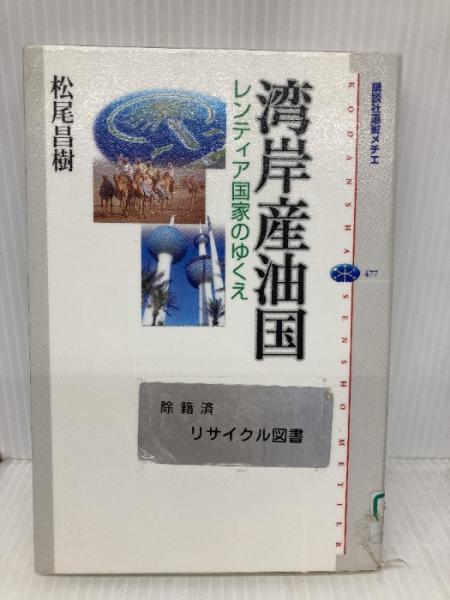 講談社選書メチエ
KODANSHA SENSHO METIER
477
湾岸産油国
レンティア国家のゆくえ
松尾昌樹
除籍済
リサイクル図書